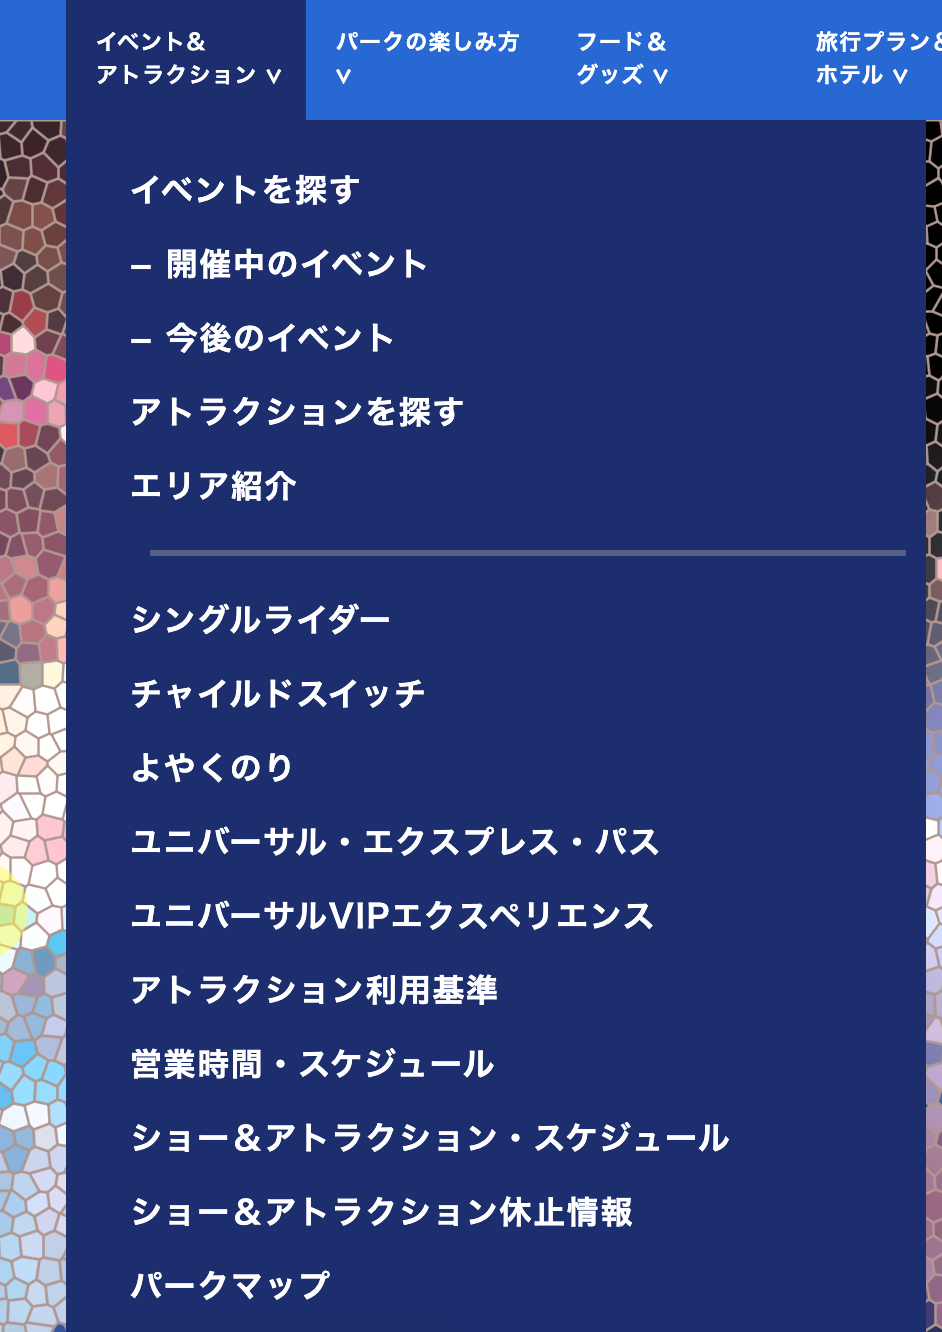 イベント&
アトラクション ∨
パークの楽しみ方
∨
フード&
グッズ ∨
旅行プラン&
ホテル ∨
イベントを探す
– 開催中のイベント
– 今後のイベント
アトラクションを探す
エリア紹介
シングルライダー
チャイルドスイッチ
よやくのり
ユニバーサル・エクスプレス・パス
ユニバーサルVIPエクスペリエンス
アトラクション利用基準
営業時間・スケジュール
ショー&アトラクション・スケジュール
ショー&アトラクション休止情報
パークマップ